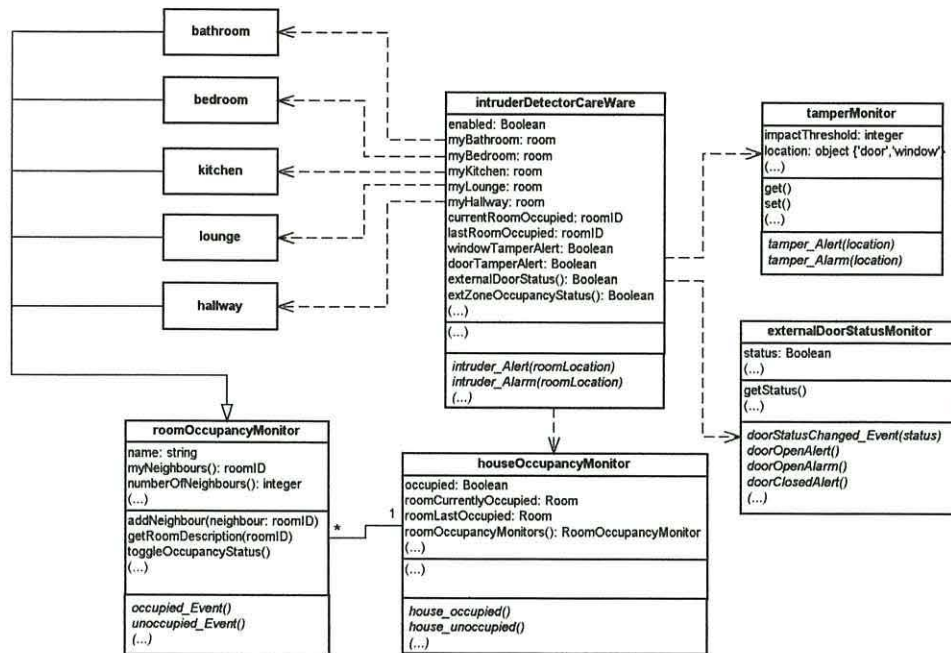 bathroom
bedroom
kitchen
lounge
hallway
intruderDetectorCareWare
enabled: Boolean
myBathroom: room
myBedroom: room
myKitchen: room
myLounge: room
myHallway: room
currentRoomOccupied: roomID
lastRoomOccupied: roomID
windowTamperAlert: Boolean
doorTamperAlert: Boolean
externalDoorStatus(): Boolean
extZoneOccupancyStatus(): Boolean
(...)
(...)
intruder_Alert(roomLocation)
intruder_Alarm(roomLocation)
(...)
tamperMonitor
impactThreshold: integer
location: object {'door','window'}
(...)
get()
set()
(...)
tamper_Alert(location)
tamper_Alarm(location)
externalDoorStatusMonitor
status: Boolean
(...)
getStatus()
(...)
doorStatusChanged_Event(status)
doorOpenAlert()
doorOpenAlarm()
doorClosedAlert()
(...)
roomOccupancyMonitor
name: string
myNeighbours(): roomID
numberOfNeighbours(): integer
(...)
addNeighbour(neighbour: roomID)
getRoomDescription(roomID)
toggleOccupancyStatus()
(...)
occupied_Event()
unoccupied_Event()
(...)
*
1
houseOccupancyMonitor
occupied: Boolean
roomCurrentlyOccupied: Room
roomLastOccupied: Room
roomOccupancyMonitors(): RoomOccupancyMonitor
(...)
(...)
house_occupied()
house_unoccupied()
(...)